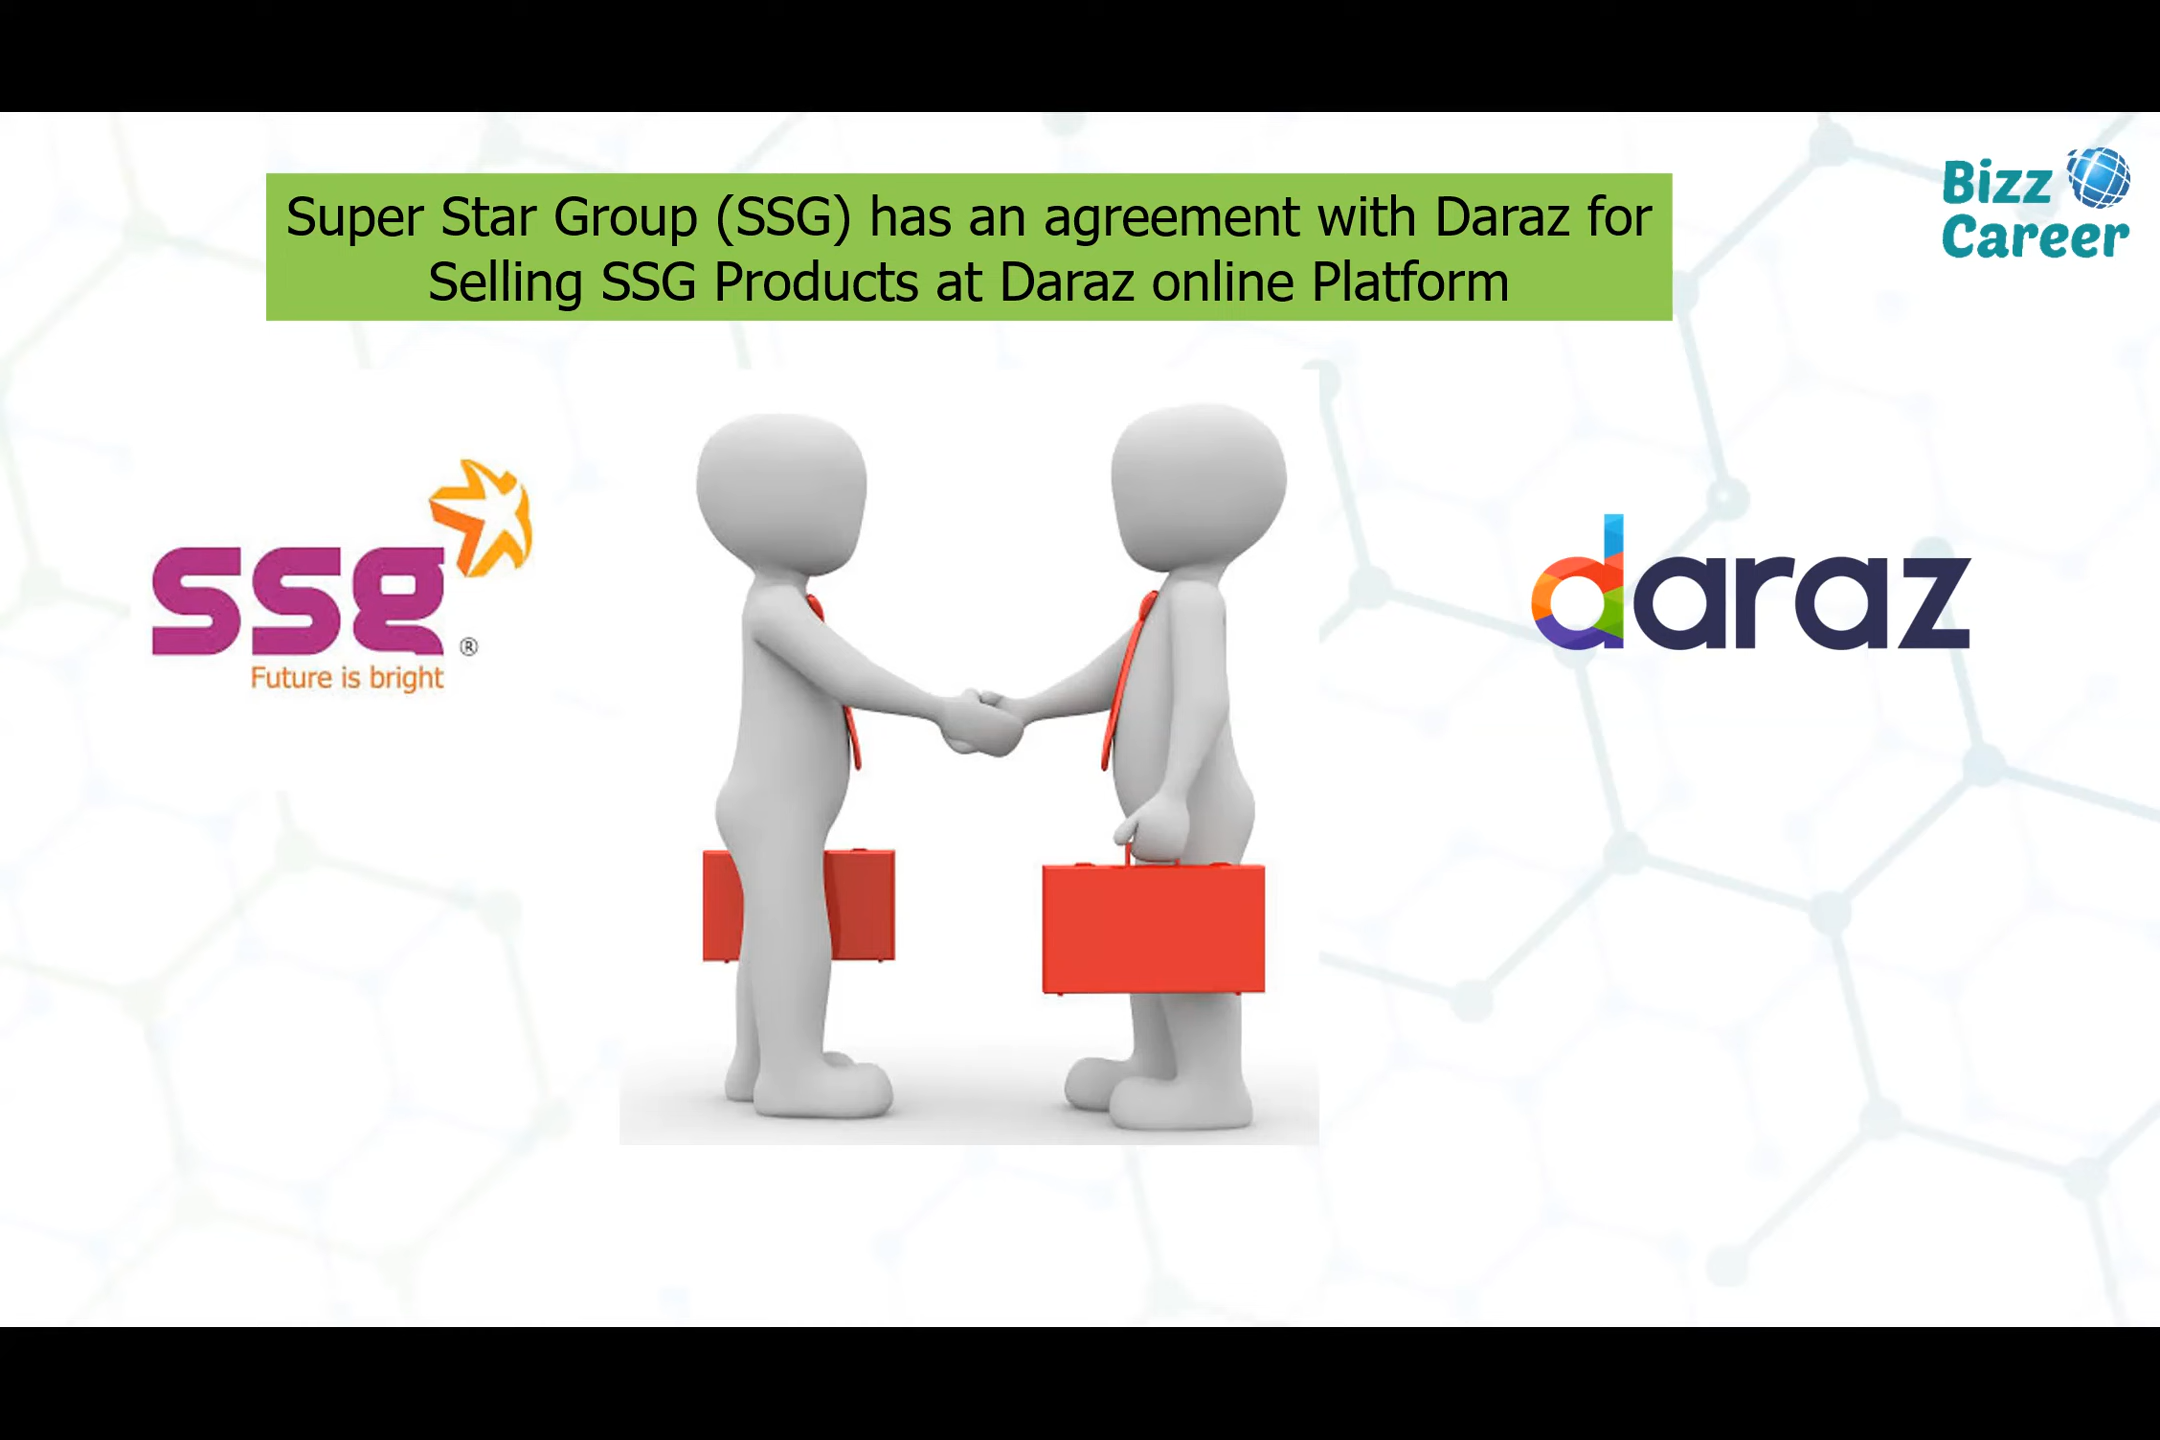 Super Star Group (SSG) has an agreement with Daraz for
Selling SSG Products at Daraz online Platform
Bizz
Career
ssg ®
Future is bright
daraz